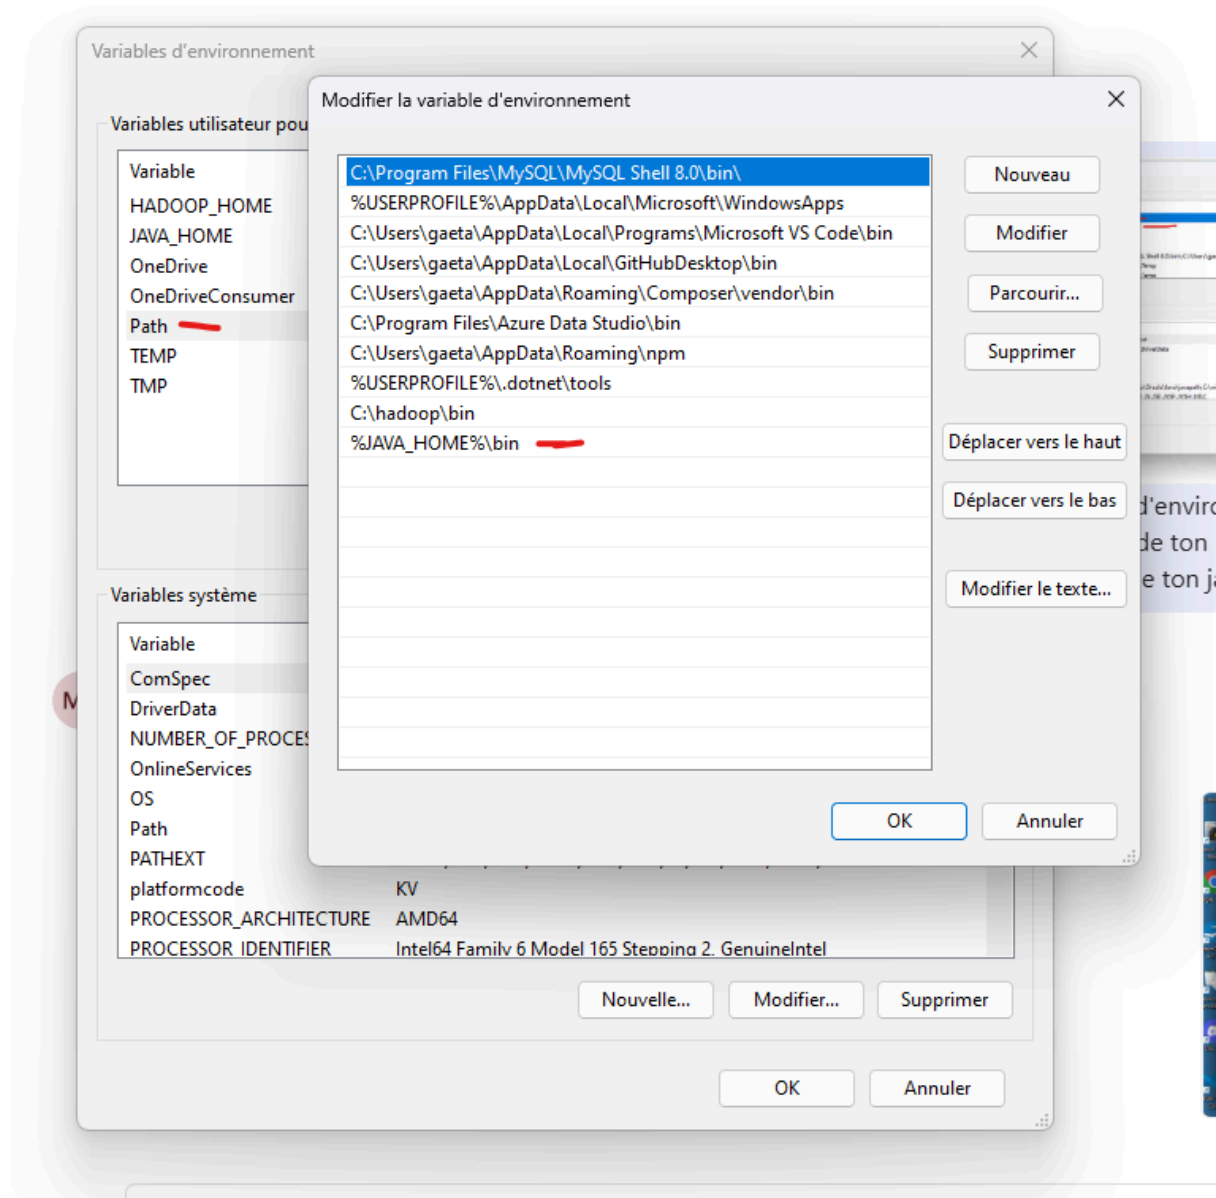 Variables d'environnement
Modifier la variable d'environnement
Variables utilisateur pou
Variable
HADOOP_HOME
JAVA_HOME
OneDrive
OneDriveConsumer
Path
TEMP
TMP
C:\Program Files\MySQL\MySQL Shell 8.0\bin\
%USERPROFILE%\AppData\Local\Microsoft\WindowsApps
C:\Users\gaeta\AppData\Local\Programs\Microsoft VS Code\bin
C:\Users\gaeta\AppData\Local\GitHubDesktop\bin
C:\Users\gaeta\AppData\Roaming\Composer\vendor\bin
C:\Program Files\Azure Data Studio\bin
C:\Users\gaeta\AppData\Roaming\npm
%USERPROFILE%\.dotnet\tools
C:\hadoop\bin
%JAVA_HOME%\bin
Nouveau
Modifier
Parcourir...
Supprimer
Déplacer vers le haut
Déplacer vers le bas
Modifier le texte...
OK
Annuler
d'enviro
de ton
e ton j
Variables système
Variable
ComSpec
DriverData
NUMBER_OF_PROCES
OnlineServices
OS
Path
PATHEXT
platformcode KV
PROCESSOR_ARCHITECTURE AMD64
PROCESSOR_IDENTIFIER Intel64 Family 6 Model 165 Stepping 2, GenuineIntel
Nouvelle...
Modifier...
Supprimer
OK
Annuler
M